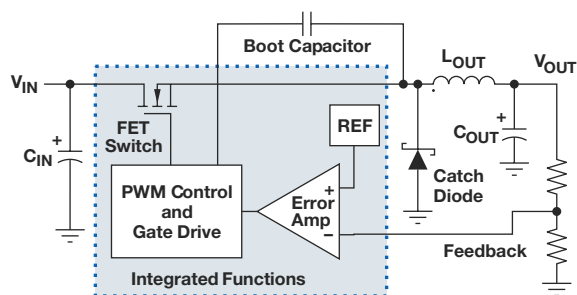 Boot Capacitor
V_IN
L_OUT
V_OUT
FET
Switch
REF
C_IN
+
C_OUT
+
PWM Control
and
Gate Drive
+
Error
Amp
–
Catch
Diode
Feedback
Integrated Functions